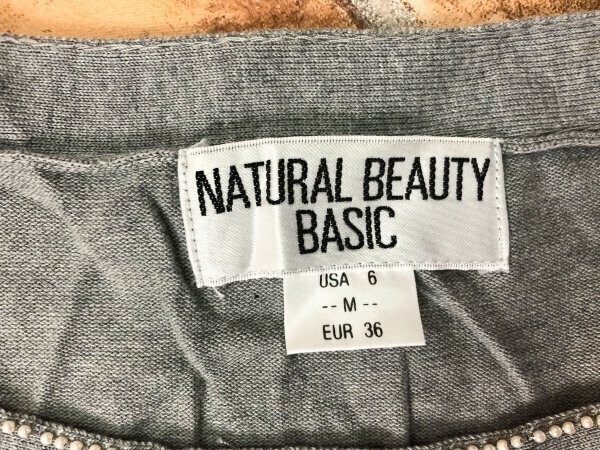 NATURAL BEAUTY
BASIC
USA 6
-- M --
EUR 36